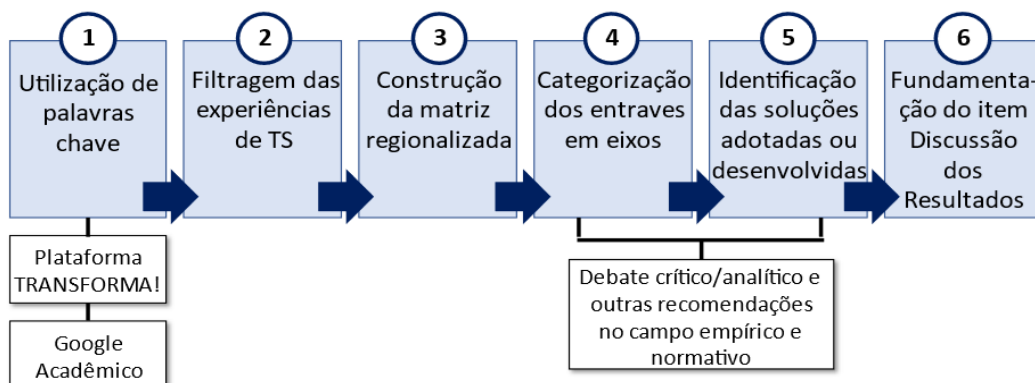 1
Utilização de
palavras
chave
2
Filtragem das
experiências
de TS
3
Construção
da matriz
regionalizada
4
Categorização
dos entraves
em eixos
5
Identificação
das soluções
adotadas ou
desenvolvidas
6
Fundamenta-
ção do item
Discussão
dos
Resultados
Plataforma
TRANSFORMA!
Google
Acadêmico
Debate crítico/analítico e
outras recomendações
no campo empírico e
normativo